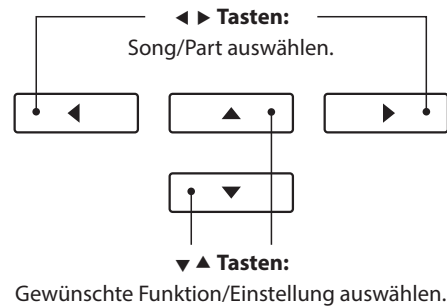 ◀ ▶ Tasten:
Song/Part auswählen.
◀ ▲ ▶
▼
▼ ▲ Tasten:
Gewünschte Funktion/Einstellung auswählen.